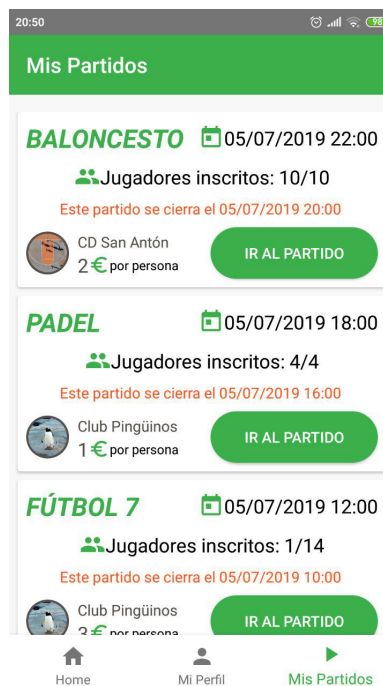 20:50
98
Mis Partidos
BALONCESTO 05/07/2019 22:00
Jugadores inscritos: 10/10
Este partido se cierra el 05/07/2019 20:00
CD San Antón
2 € por persona
IR AL PARTIDO
PADEL 05/07/2019 18:00
Jugadores inscritos: 4/4
Este partido se cierra el 05/07/2019 16:00
Club Pingüinos
1 € por persona
IR AL PARTIDO
FÚTBOL 7 05/07/2019 12:00
Jugadores inscritos: 1/14
Este partido se cierra el 05/07/2019 10:00
Club Pingüinos
3 € por persona
IR AL PARTIDO
Home Mi Perfil Mis Partidos